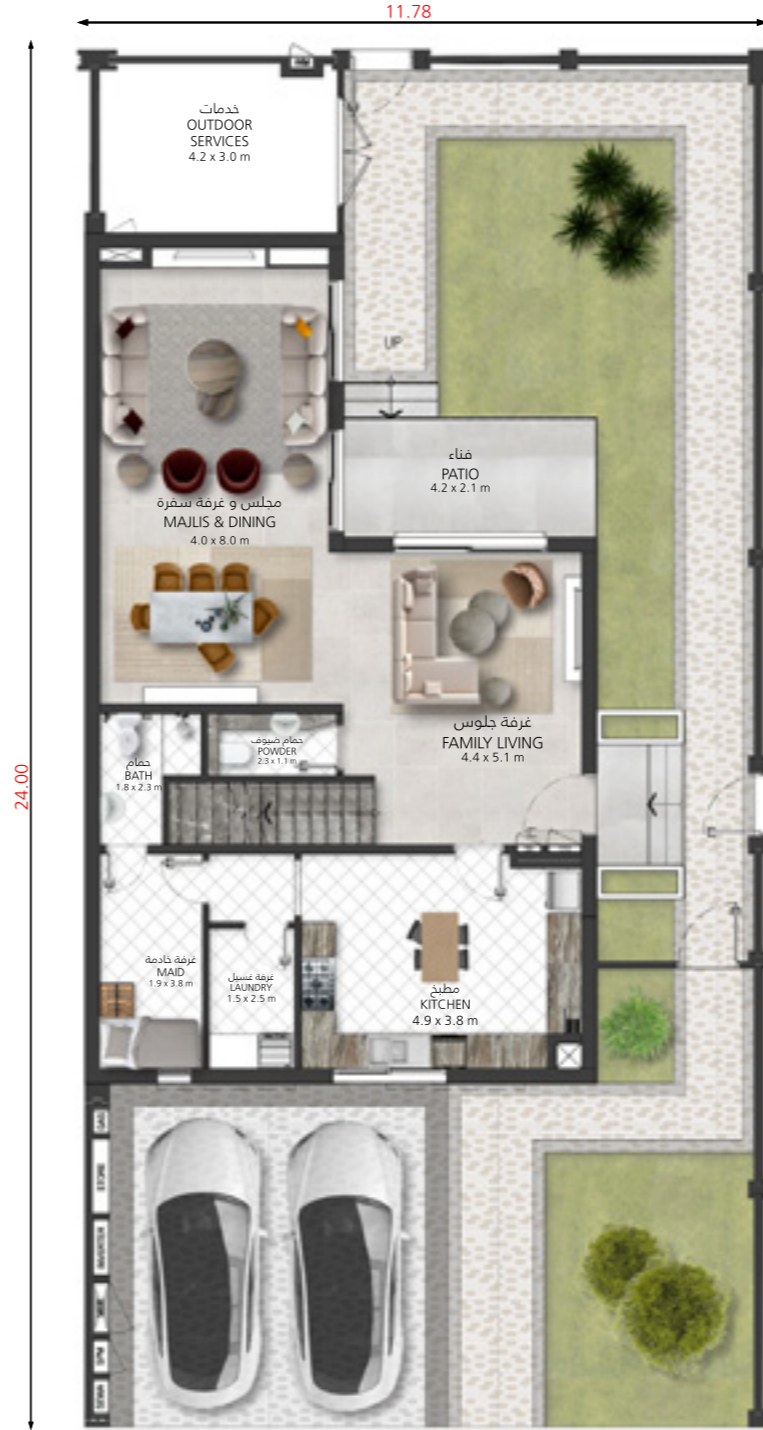 11.78
خدمات
OUTDOOR
SERVICES
4.2 x 3.0 m
UP
فناء
PATIO
4.2 x 2.1 m
مجلس و غرفة سفرة
MAJLIS & DINING
4.0 x 8.0 m
غرفة جلوس
FAMILY LIVING
4.4 x 5.1 m
حمام ضيوف
POWDER
2.3 x 1.1 m
حمام
BATH
1.8 x 2.3 m
24.00
غرفة خادمة
MAID
1.9 x 3.8 m
غرفة غسيل
LAUNDRY
1.5 x 2.5 m
مطبخ
KITCHEN
4.9 x 3.8 m